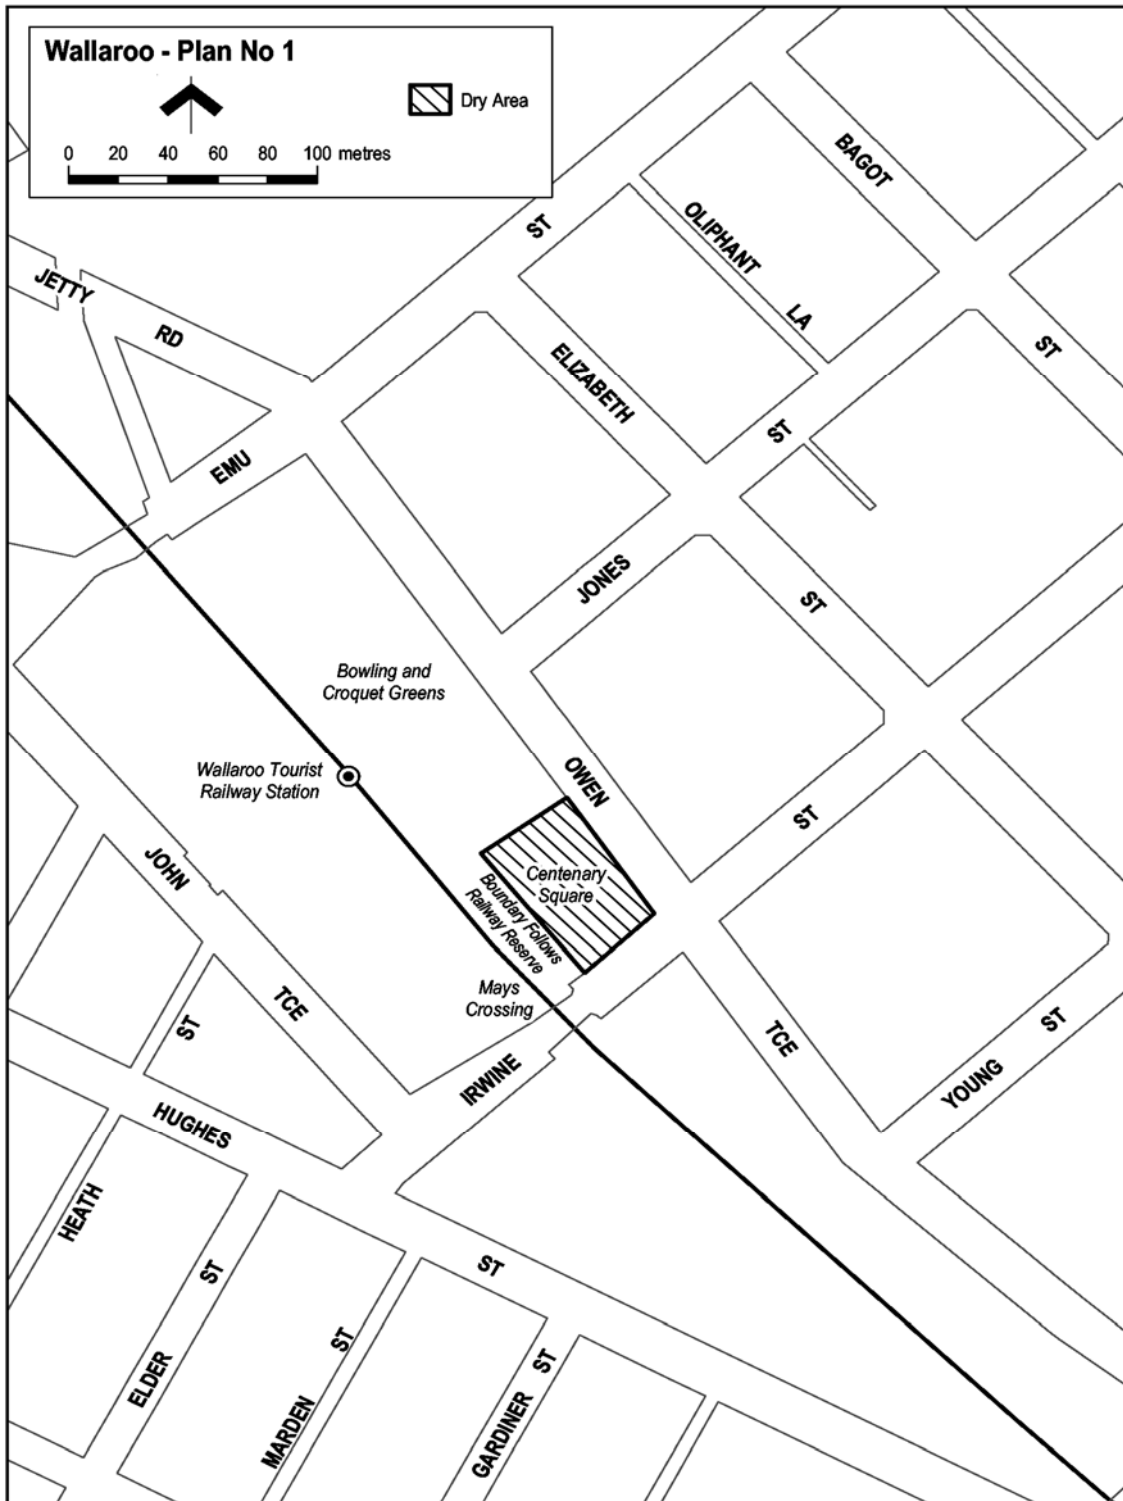 Wallaroo - Plan No 1
Dry Area
0 20 40 60 80 100 metres
BAGOT
ST
OLIPHANT
LA
ST
JETTY
RD
ELIZABETH
ST
ST
EMU
JONES
ST
Bowling and
Croquet Greens
OWEN
Wallaroo Tourist
Railway Station
ST
JOHN
Centenary
Square
Boundary Follows
Railway Reserve
Mays
Crossing
TCE
ST
TCE
ST
IRWINE
YOUNG
HUGHES
HEATH
ST
ST
ST
ST
ELDER
MARDEN
GARDINER